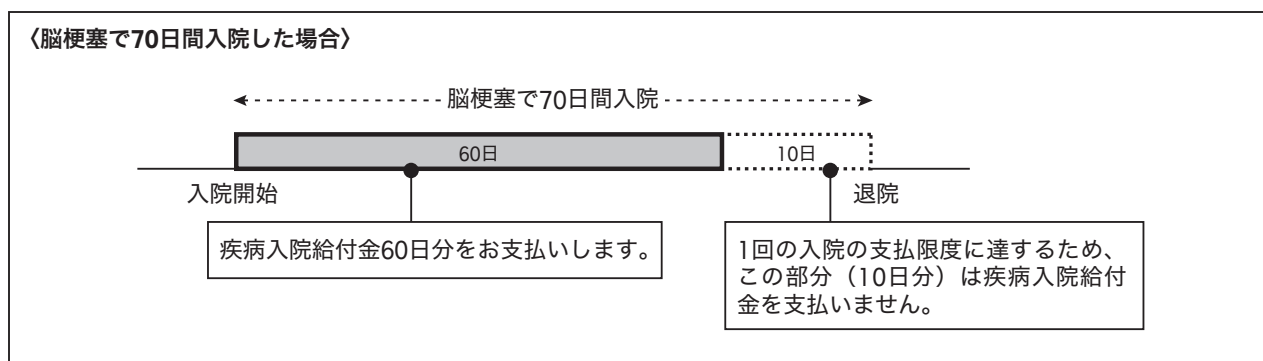 〈脳梗塞で70日間入院した場合〉
脳梗塞で70日間入院
60日
10日
入院開始
退院
疾病入院給付金60日分をお支払いします。
1回の入院の支払限度に達するため、
この部分（10日分）は疾病入院給付
金を支払いません。